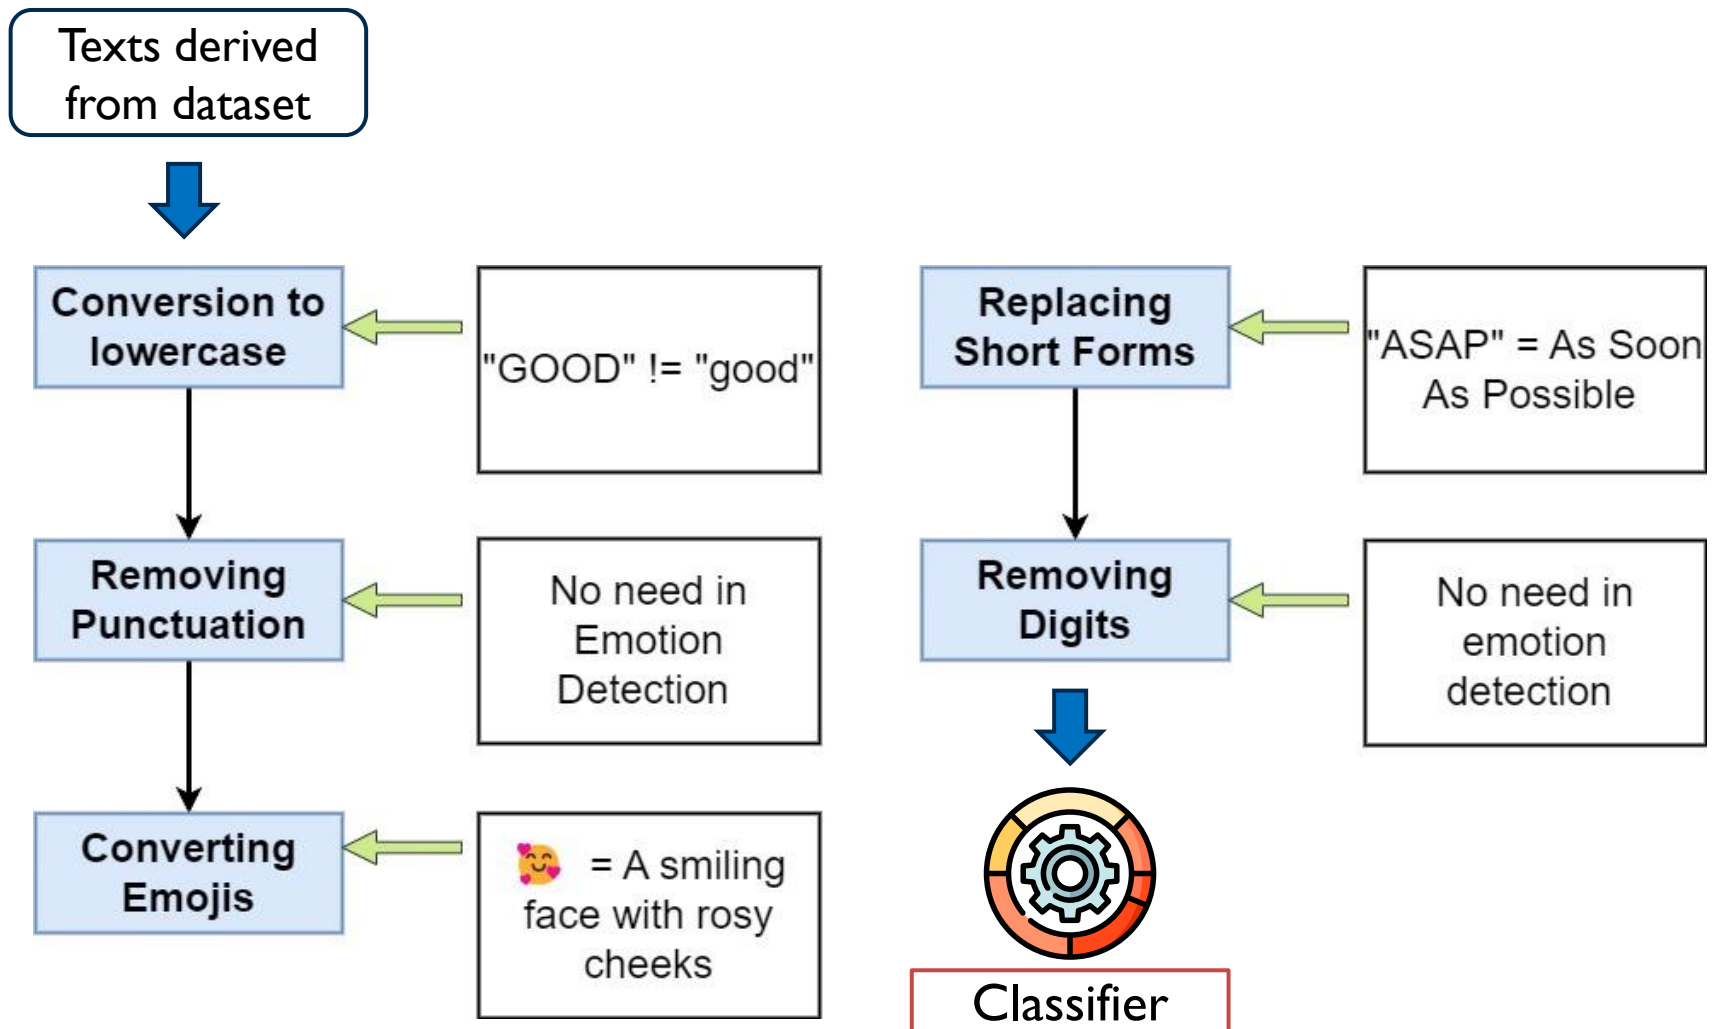 Texts derived
from dataset
Conversion to
lowercase
"GOOD" != "good"
Removing
Punctuation
No need in
Emotion
Detection
Converting
Emojis
🥰 = A smiling
face with rosy
cheeks
Replacing
Short Forms
"ASAP" = As Soon
As Possible
Removing
Digits
No need in
emotion
detection
Classifier